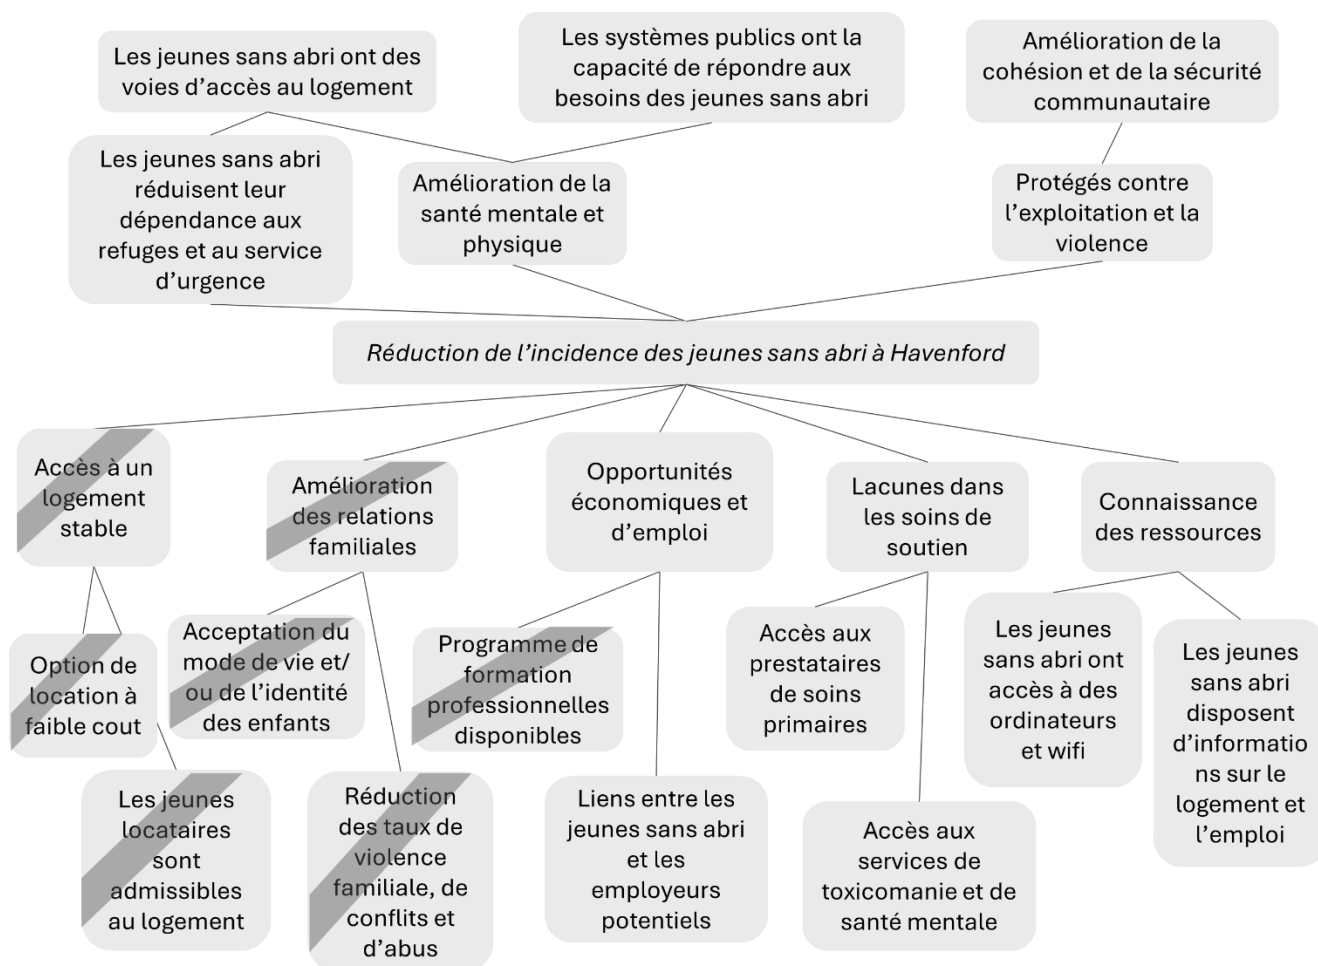 Les jeunes sans abri ont des
voies d’accès au logement
Les systèmes publics ont la
capacité de répondre aux
besoins des jeunes sans abri
Amélioration de la
cohésion et de la sécurité
communautaire
Les jeunes sans abri
réduisent leur
dépendance aux
refuges et au service
d’urgence
Amélioration de la
santé mentale et
physique
Protégés contre
l’exploitation et la
violence
Réduction de l’incidence des jeunes sans abri à Havenford
Accès à un
logement
stable
Amélioration
des relations
familiales
Opportunités
économiques et
d’emploi
Lacunes dans
les soins de
soutien
Connaissance
des ressources
Option de
location à
faible cout
Acceptation du
mode de vie et/
ou de l’identité
des enfants
Programme de
formation
professionnelles
disponibles
Accès aux
prestataires
de soins
primaires
Les jeunes
sans abri ont
accès à des
ordinateurs
et wifi
Les jeunes
sans abri
disposent
d’informatio
ns sur le
logement et
l’emploi
Les jeunes
locataires
sont
admissibles
au logement
Réduction
des taux de
violence
familiale, de
conflits et
d’abus
Liens entre les
jeunes sans abri
et les
employeurs
potentiels
Accès aux
services de
toxicomanie et de
santé mentale